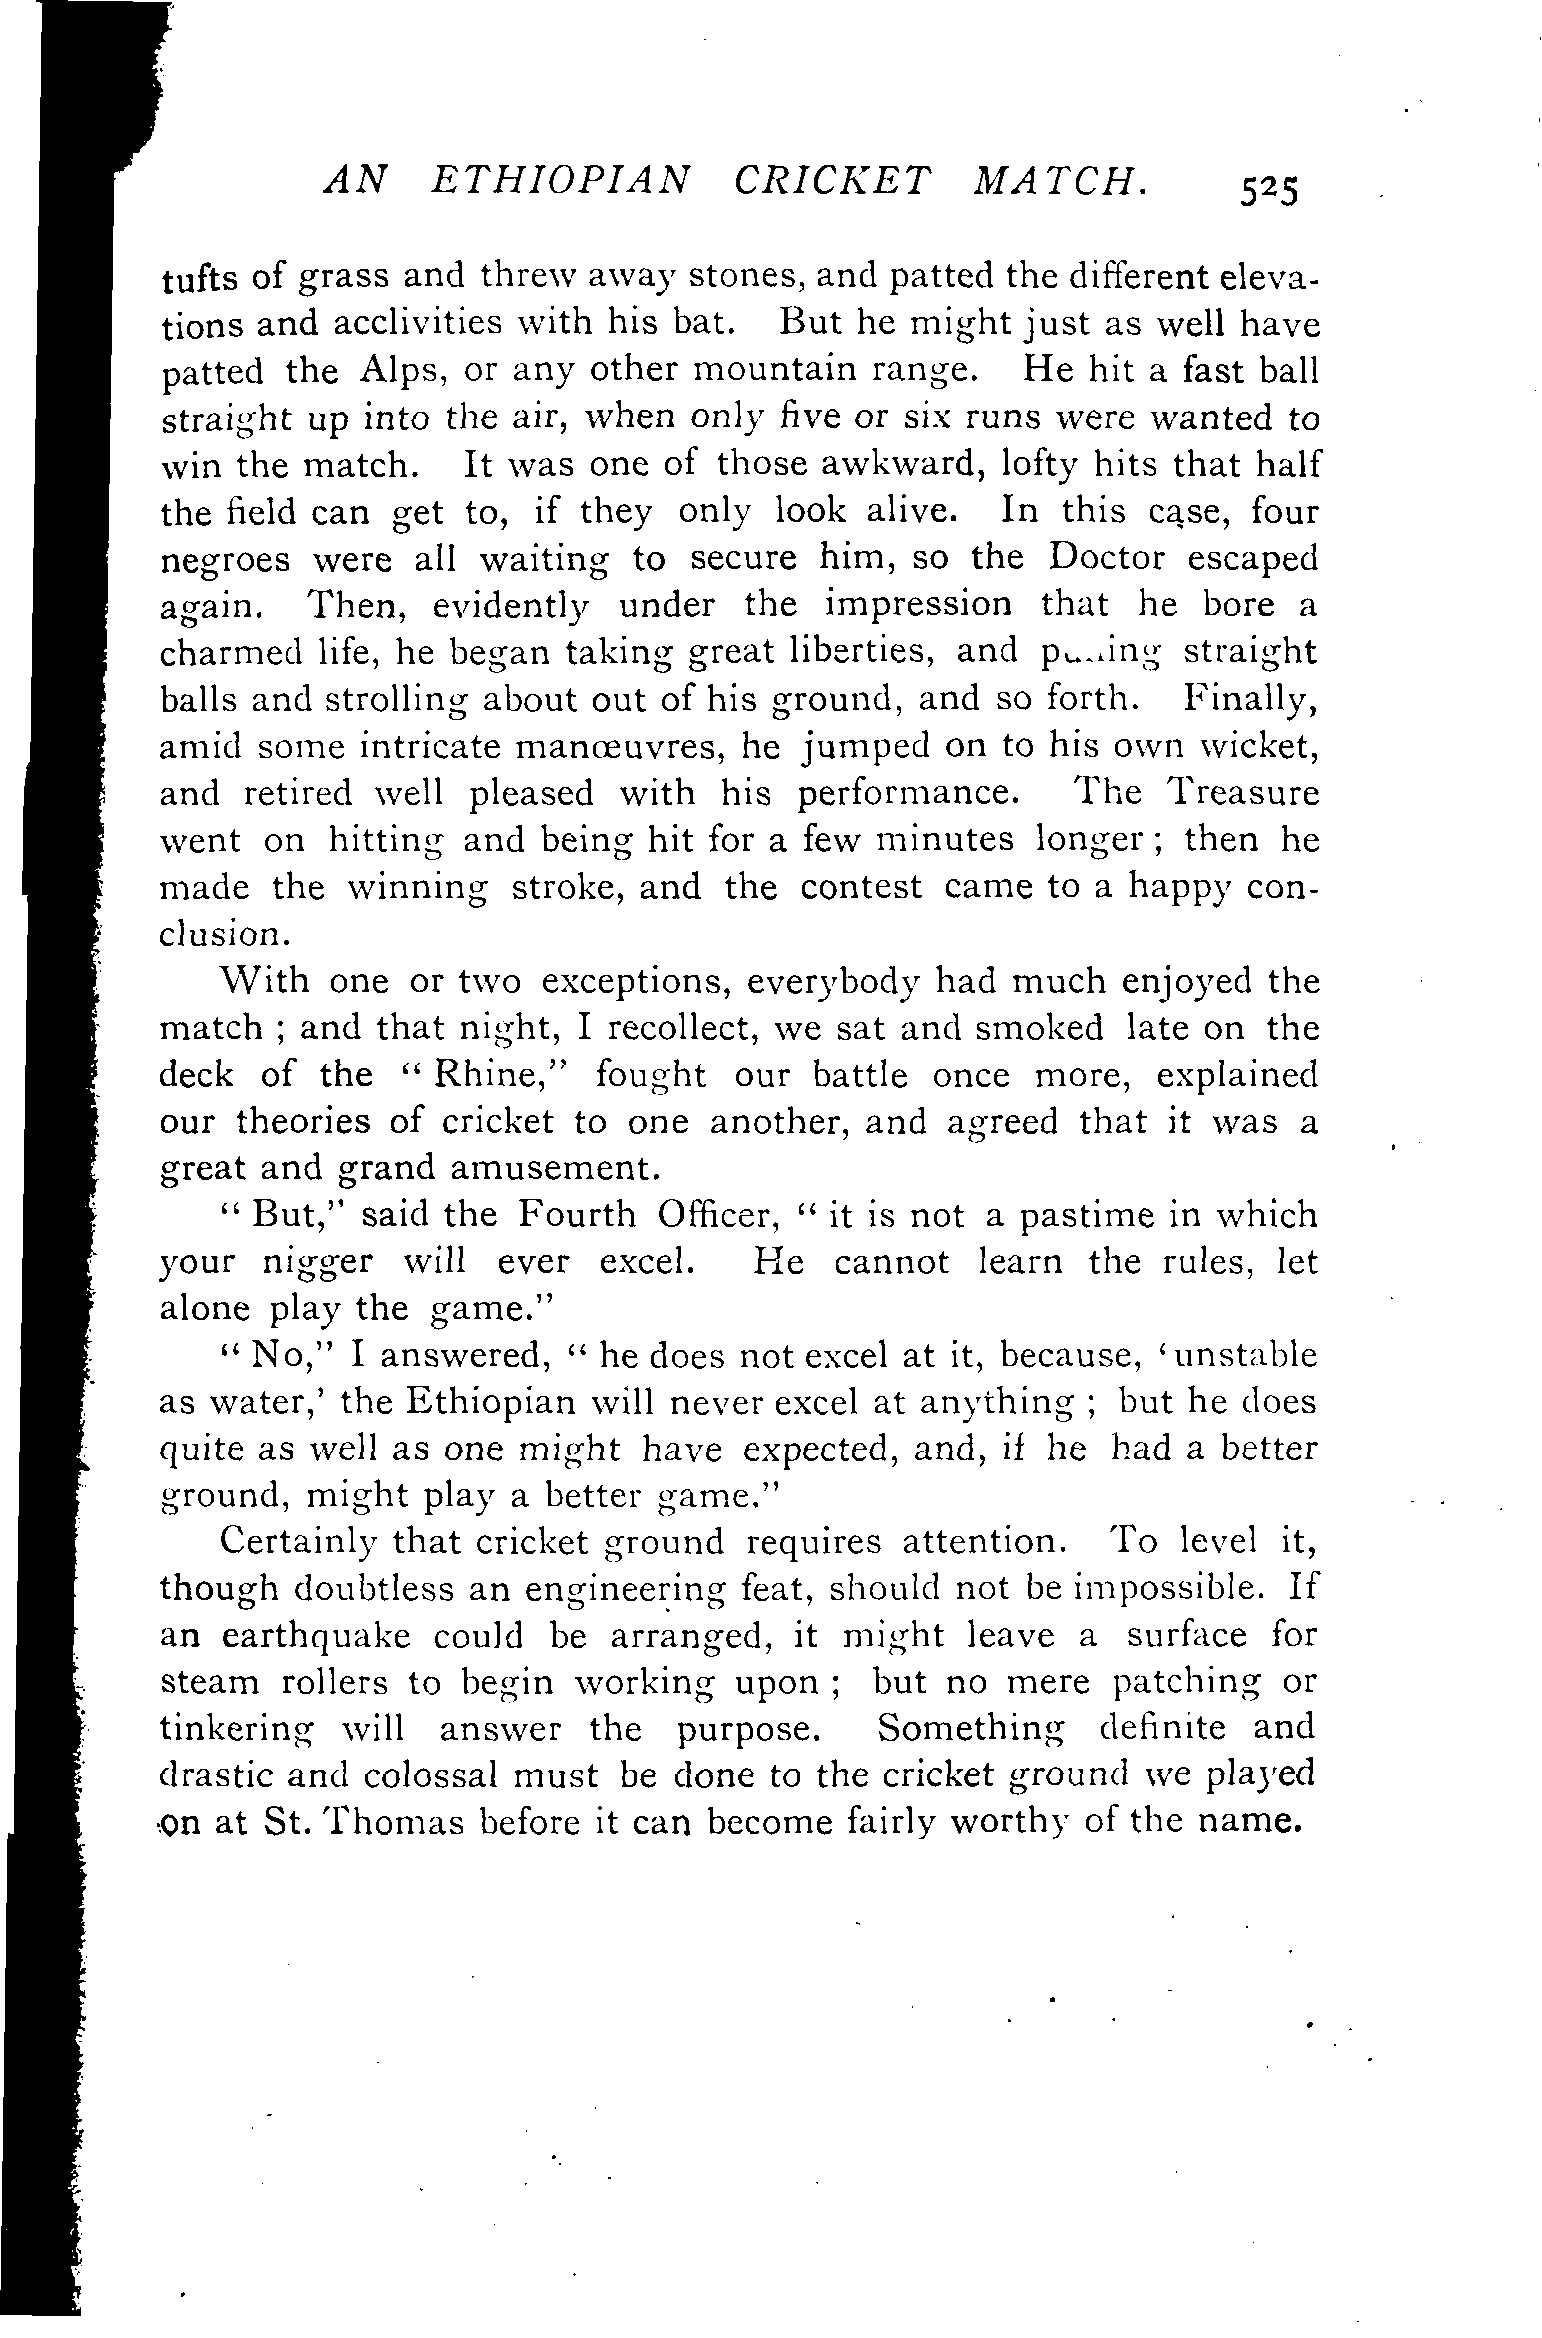 AN ETHIOPIAN CRICKET MATCH. 525
tufts of grass and threw away stones, and patted the different eleva-
tions and acclivities with his bat. But he might just as well have
patted the Alps, or any other mountain range. He hit a fast ball
straight up into the air, when only five or six runs were wanted to
win the match. It was one of those awkward, lofty hits that half
the field can get to, if they only look alive. In this case, four
negroes were all waiting to secure him, so the Doctor escaped
again. Then, evidently under the impression that he bore a
charmed life, he began taking great liberties, and straight
balls and strolling about out of his ground, and so forth. Finally,
amid some intricate manœuvres, he jumped on to his own wicket,
and retired well pleased with his performance. The Treasure
went on hitting and being hit for a few minutes longer ; then he
made the winning stroke, and the contest came to a happy con-
clusion.
With one or two exceptions, everybody had much enjoyed the
match ; and that night, I recollect, we sat and smoked late on the
deck of the “ Rhine,” fought our battle once more, explained
our theories of cricket to one another, and agreed that it was a
great and grand amusement.
“ But,” said the Fourth Officer, “ it is not a pastime in which
your nigger will ever excel. He cannot learn the rules, let
alone play the game.”
“ No,” I answered, “ he does not excel at it, because, ‘ unstable
as water,’ the Ethiopian will never excel at anything ; but he does
quite as well as one might have expected, and, if he had a better
ground, might play a better game.”
Certainly that cricket ground requires attention. To level it,
though doubtless an engineering feat, should not be impossible. If
an earthquake could be arranged, it might leave a surface for
steam rollers to begin working upon ; but no mere patching or
tinkering will answer the purpose. Something definite and
drastic and colossal must be done to the cricket ground we played
on at St. Thomas before it can become fairly worthy of the name.